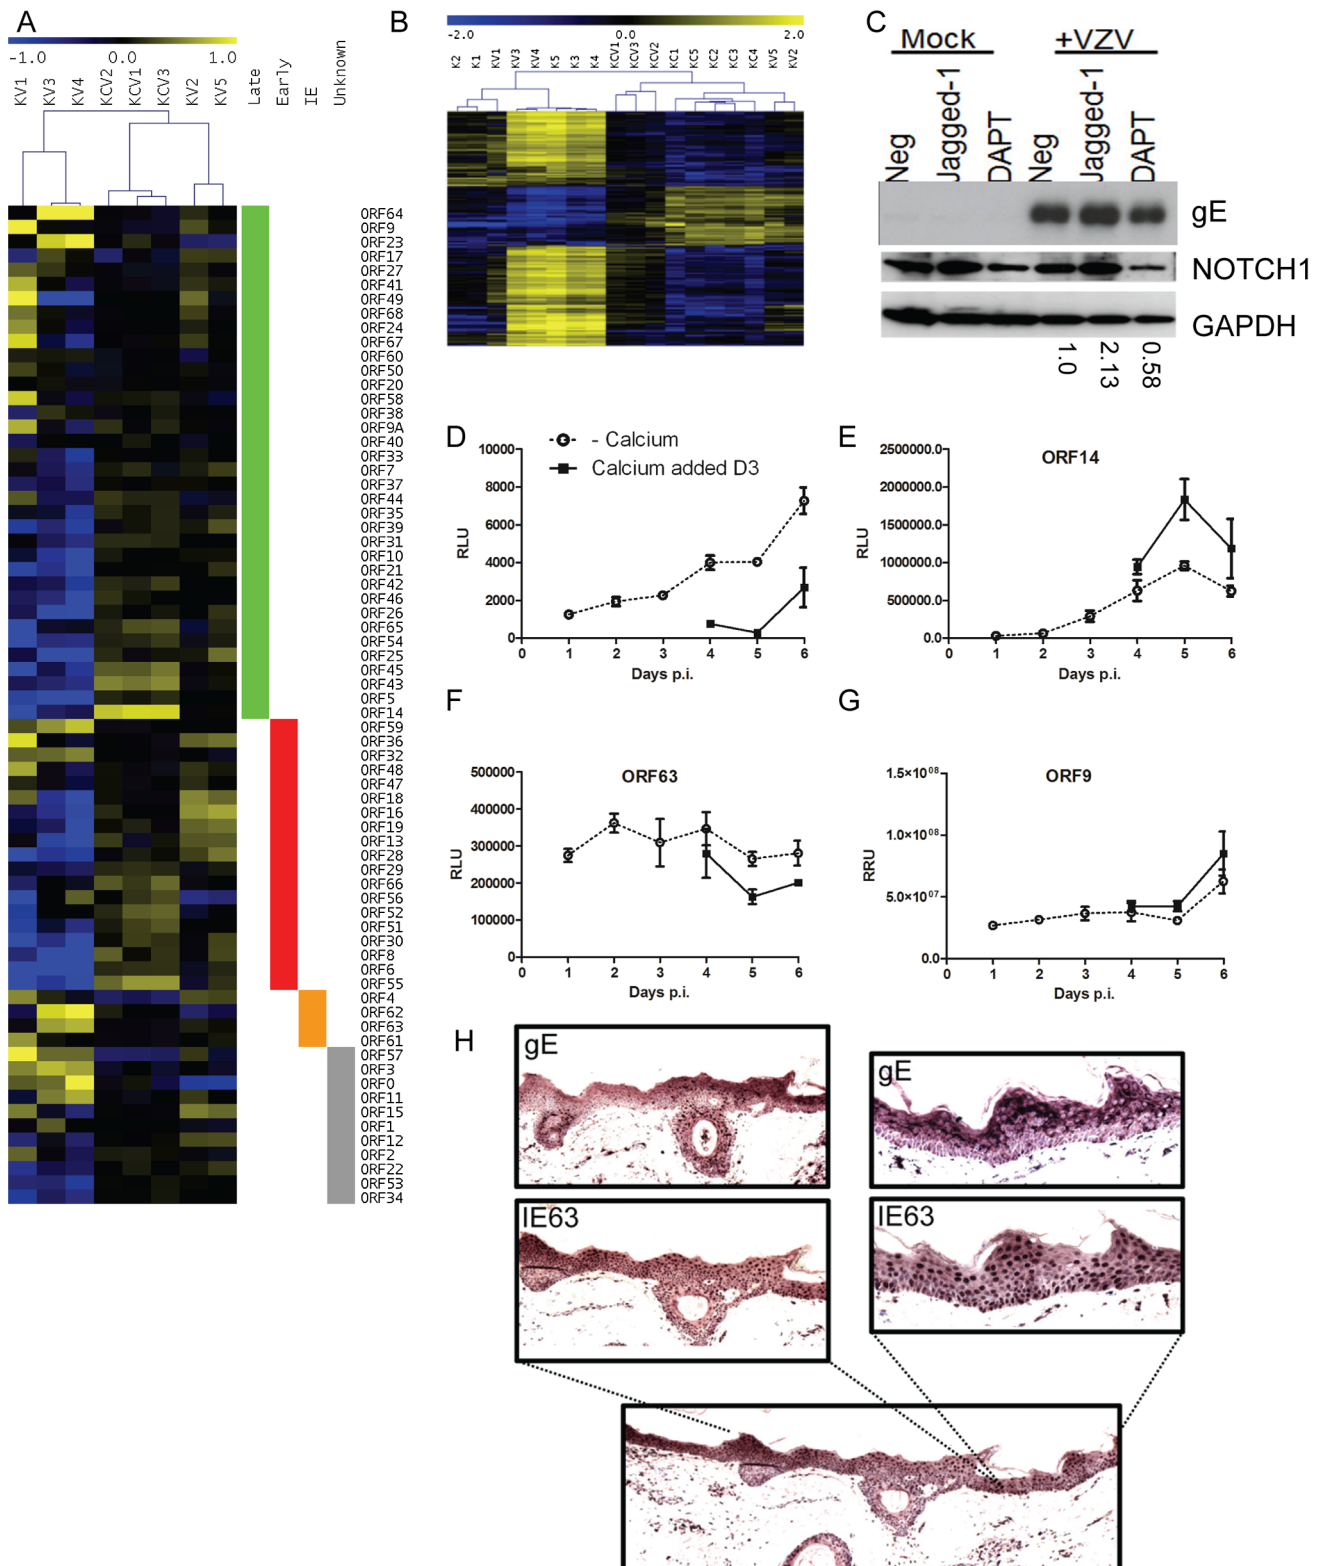 A
-1.0 0.0 1.0
KV1 KV3 KV4 KCV2 KCV1 KCV3 KV2 KV5 Late Early IE Unknown
ORF64
ORF9
ORF23
ORF17
ORF27
ORF41
ORF49
ORF68
ORF24
ORF67
ORF60
ORF50
ORF20
ORF58
ORF38
ORF9A
ORF40
ORF33
ORF7
ORF37
ORF44
ORF35
ORF39
ORF31
ORF10
ORF21
ORF42
ORF46
ORF26
ORF65
ORF54
ORF25
ORF45
ORF43
ORF5
ORF14
ORF59
ORF36
ORF32
ORF48
ORF47
ORF18
ORF16
ORF19
ORF13
ORF28
ORF29
ORF66
ORF56
ORF52
ORF51
ORF30
ORF8
ORF6
ORF55
ORF4
ORF62
ORF63
ORF61
ORF57
ORF3
ORF0
ORF11
ORF15
ORF1
ORF12
ORF2
ORF22
ORF53
ORF34
B
-2.0 0.0 2.0
K2 K1 KV1 KV3 KV4 K5 K3 K4 KCV1 KCV3 KCV2 KC1 KC5 KC2 KC3 KC4 KV5 KV2
C
Mock +VZV
Neg Jagged-1 DAPT Neg Jagged-1 DAPT
gE
NOTCH1
GAPDH
1.0 2.13 0.58
D
- Calcium
Calcium added D3
10000
8000
6000
4000
2000
0
RLU
0 1 2 3 4 5 6
Days p.i.
E
ORF14
2500000.0
2000000.0
1500000.0
1000000.0
500000.0
0.0
RLU
0 1 2 3 4 5 6
Days p.i.
F
ORF63
500000
400000
300000
200000
100000
0
RLU
0 1 2 3 4 5 6
Days p.i.
G
ORF9
1.5×10⁰⁸
1.0×10⁰⁸
5.0×10⁰⁷
0.0
RRU
0 1 2 3 4 5 6
Days p.i.
H
gE
gE
IE63
IE63